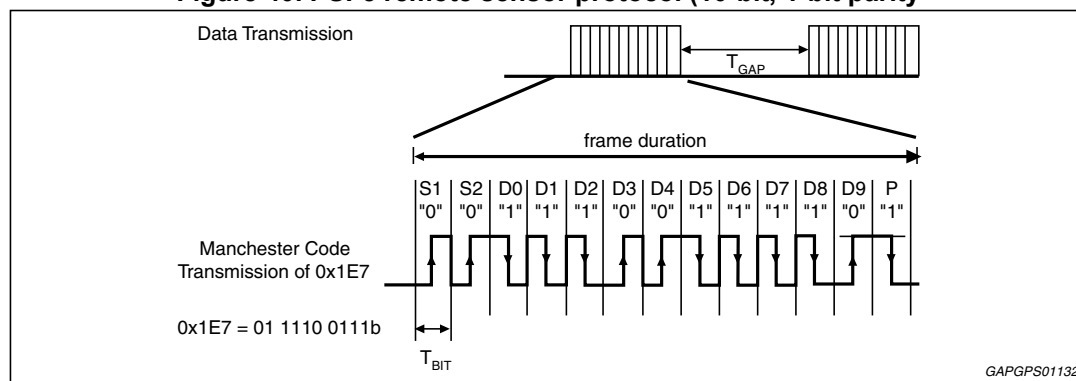 Data Transmission
T_GAP
frame duration
S1 S2 D0 D1 D2 D3 D4 D5 D6 D7 D8 D9 P
"0" "0" "1" "1" "1" "0" "0" "1" "1" "1" "1" "0" "1"
Manchester Code
Transmission of 0x1E7
0x1E7 = 01 1110 0111b
T_BIT
GAPGPS01132